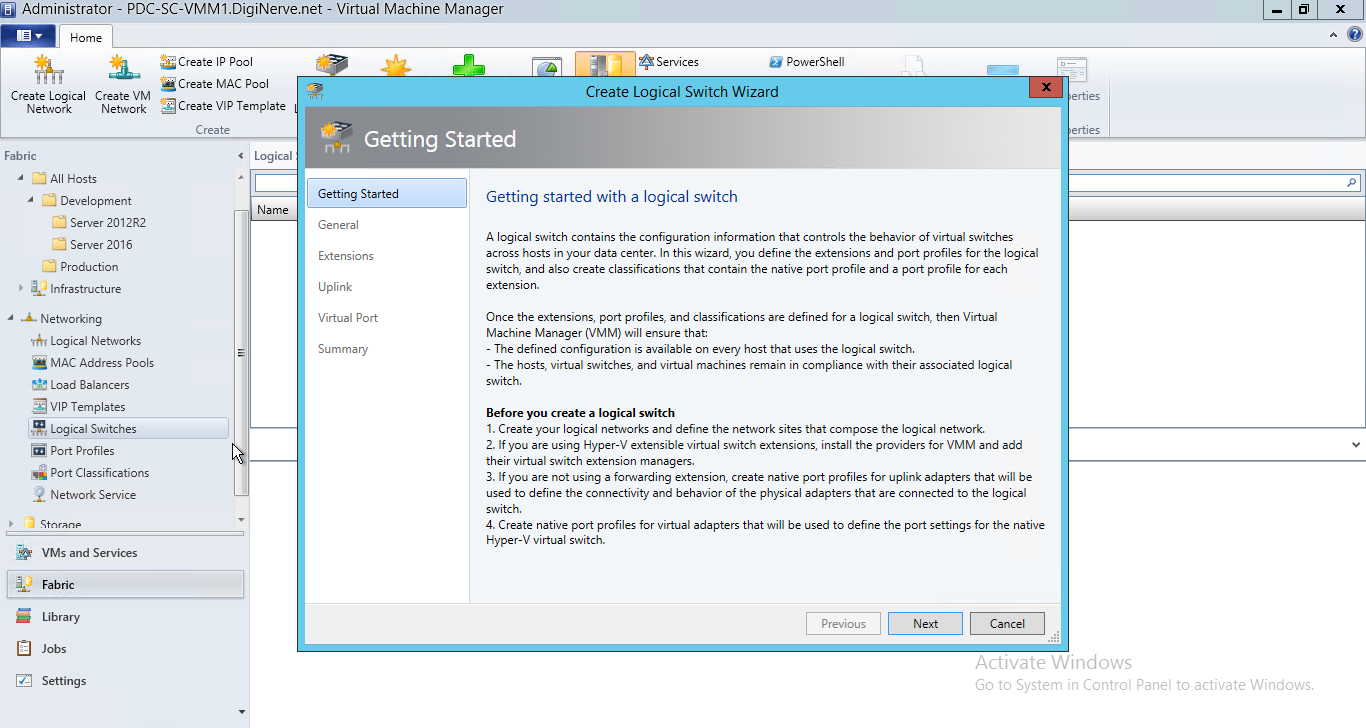 Administrator - PDC-SC-VMM1.DigiNerve.net - Virtual Machine Manager
Home
Create Logical Network
Create VM Network
Create IP Pool
Create MAC Pool
Create VIP Template
Create
Services
PowerShell
Fabric
All Hosts
Development
Server 2012R2
Server 2016
Production
Infrastructure
Networking
Logical Networks
MAC Address Pools
Load Balancers
VIP Templates
Logical Switches
Port Profiles
Port Classifications
Network Service
Storage
VMs and Services
Fabric
Library
Jobs
Settings
Logical
Name
Create Logical Switch Wizard
X
Getting Started
Getting Started
General
Extensions
Uplink
Virtual Port
Summary
Getting started with a logical switch
A logical switch contains the configuration information that controls the behavior of virtual switches
across hosts in your data center. In this wizard, you define the extensions and port profiles for the logical
switch, and also create classifications that contain the native port profile and a port profile for each
extension.
Once the extensions, port profiles, and classifications are defined for a logical switch, then Virtual
Machine Manager (VMM) will ensure that:
- The defined configuration is available on every host that uses the logical switch.
- The hosts, virtual switches, and virtual machines remain in compliance with their associated logical
switch.
Before you create a logical switch
1. Create your logical networks and define the network sites that compose the logical network.
2. If you are using Hyper-V extensible virtual switch extensions, install the providers for VMM and add
their virtual switch extension managers.
3. If you are not using a forwarding extension, create native port profiles for uplink adapters that will be
used to define the connectivity and behavior of the physical adapters that are connected to the logical
switch.
4. Create native port profiles for virtual adapters that will be used to define the port settings for the native
Hyper-V virtual switch.
Previous
Next
Cancel
Activate Windows
Go to System in Control Panel to activate Windows.